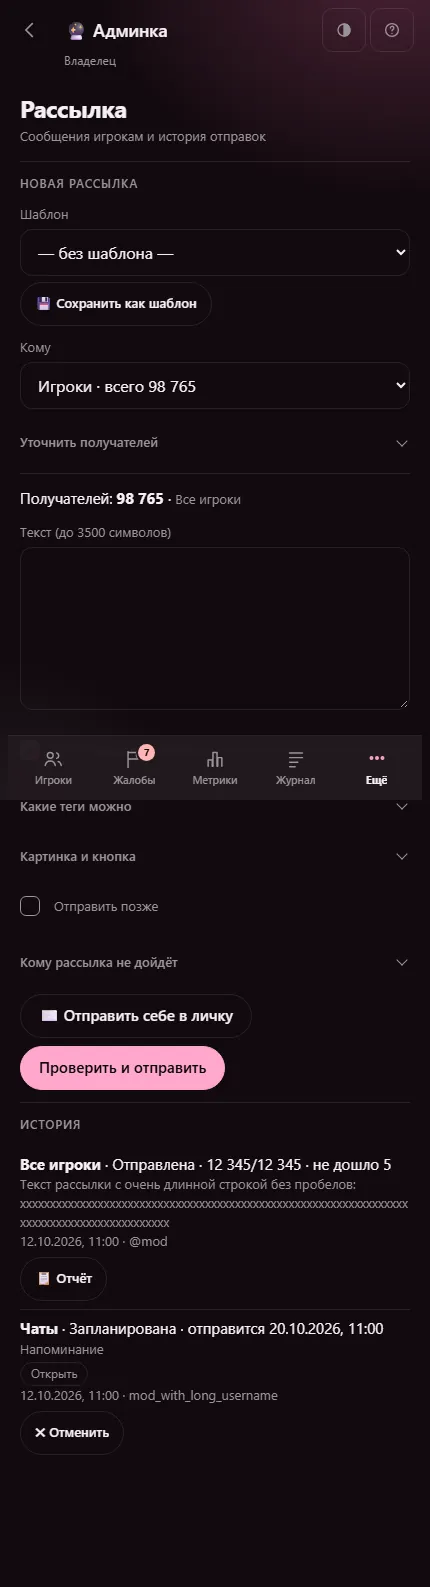 Админка
Владелец
Рассылка
Сообщения игрокам и история отправок
НОВАЯ РАССЫЛКА
Шаблон
— без шаблона —
Сохранить как шаблон
Кому
Игроки · всего 98 765
Уточнить получателей
Получателей: 98 765 · Все игроки
Текст (до 3500 символов)
Игроки
7
Жалобы
Метрики
Журнал
Ещё
Какие теги можно
Картинка и кнопка
Отправить позже
Кому рассылка не дойдёт
Отправить себе в личку
Проверить и отправить
ИСТОРИЯ
Все игроки · Отправлена · 12 345/12 345 · не дошло 5
Текст рассылки с очень длинной строкой без пробелов:
12.10.2026, 11:00 · @mod
Отчёт
Чаты · Запланирована · отправится 20.10.2026, 11:00
Напоминание
Открыть
12.10.2026, 11:00 · mod_with_long_username
Отменить